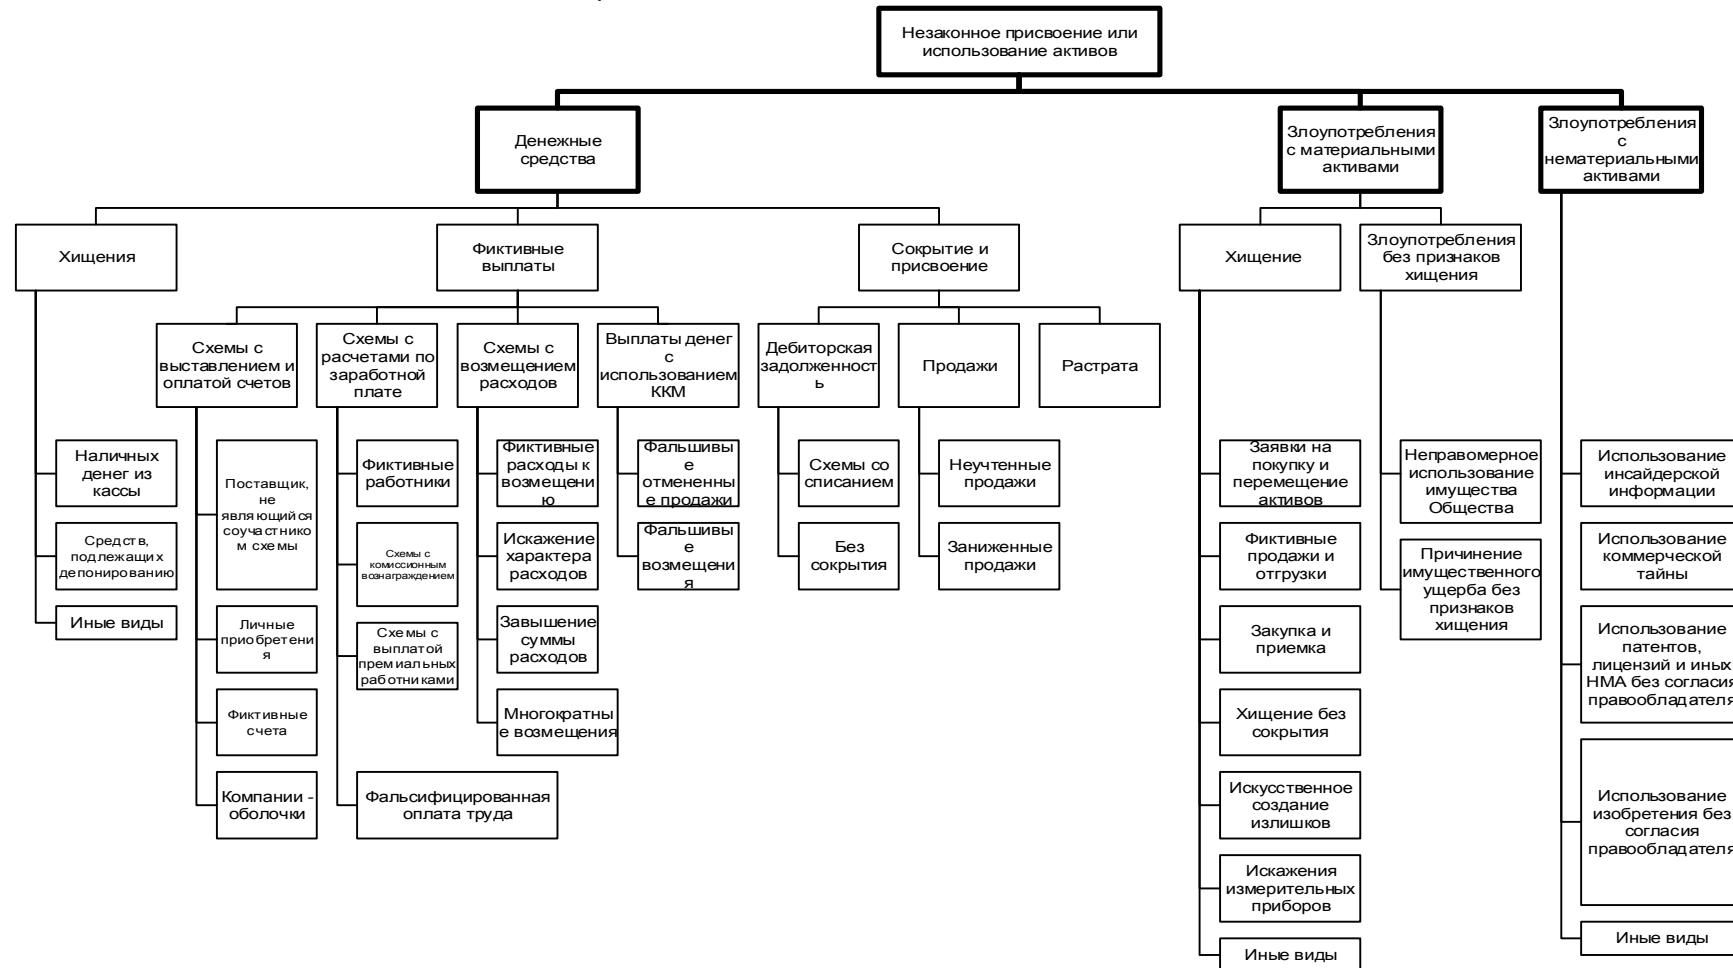 Незаконное присвоение или
использование активов
Денежные
средства
Злоупотребления
с материальными
активами
Злоупотребления
с
нематериальными
активами
Хищения
Фиктивные
выплаты
Сокрытие и
присвоение
Хищение
Злоупотребления
без признаков
хищения
Схемы с
выставлением и
оплатой счетов
Схемы с
расчетами по
заработной
плате
Схемы с
возмещением
расходов
Выплаты денег
с
использованием
ККМ
Дебиторская
задолженност
ь
Продажи
Растрата
Наличных
денег из
кассы
Средств,
подлежащих
депонированию
Иные виды
Поставщик,
не
являющийся
соучастнико
м схемы
Личные
приобретени
я
Фиктивные
счета
Компании -
оболочки
Фиктивные
работники
Схемы с
комиссионным
вознаграждением
Схемы с
выплатой
премиальных
работниками
Фальсифицированная
оплата труда
Фиктивные
расходы к
возмещени
ю
Искажение
характера
расходов
Завышение
суммы
расходов
Многократны
е возмещения
Фальшивы
е
отмененны
е продажи
Фальшивы
е
возмещени
я
Схемы со
списанием
Без
сокрытия
Неучтенные
продажи
Заниженные
продажи
Заявки на
покупку и
перемещение
активов
Фиктивные
продажи и
отгрузки
Закупка и
приемка
Хищение без
сокрытия
Искусственное
создание
излишков
Искажения
измерительных
приборов
Иные виды
Неправомерное
использование
имущества
Общества
Причинение
имущественного
ущерба без
признаков
хищения
Использование
инсайдерской
информации
Использование
коммерческой
тайны
Использование
патентов,
лицензий и иных
НМА без согласия
правообладателя
Использование
изобретения без
согласия
правообладателя
Иные виды